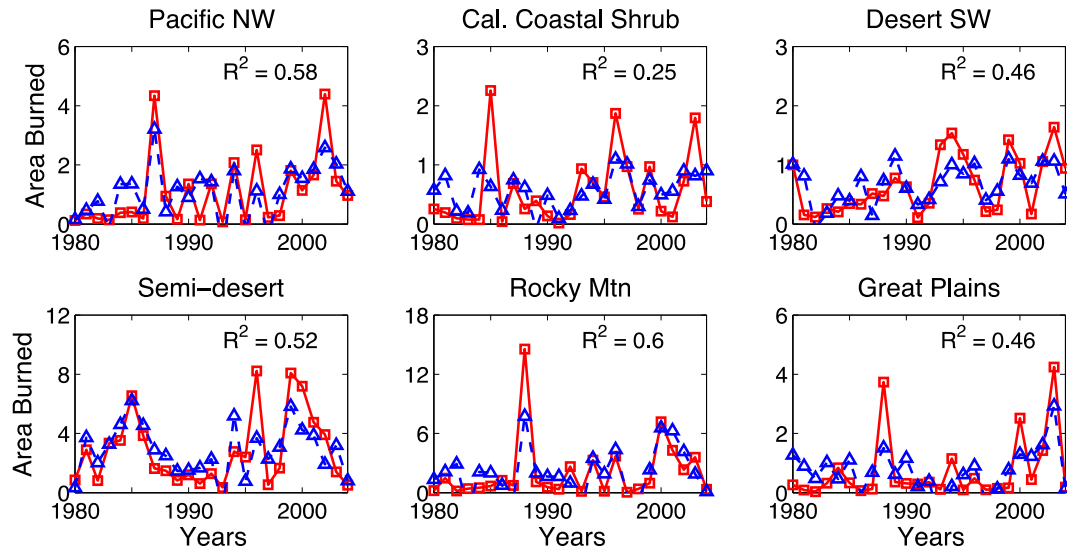 Pacific NW
Cal. Coastal Shrub
Desert SW
Area Burned
6
4
2
0
R² = 0.58
1980
1990
2000
3
2
1
0
R² = 0.25
1980
1990
2000
3
2
1
0
R² = 0.46
1980
1990
2000
Semi-desert
Rocky Mtn
Great Plains
Area Burned
12
8
4
0
R² = 0.52
1980
1990
2000
Years
18
12
6
0
R² = 0.6
1980
1990
2000
Years
6
4
2
0
R² = 0.46
1980
1990
2000
Years